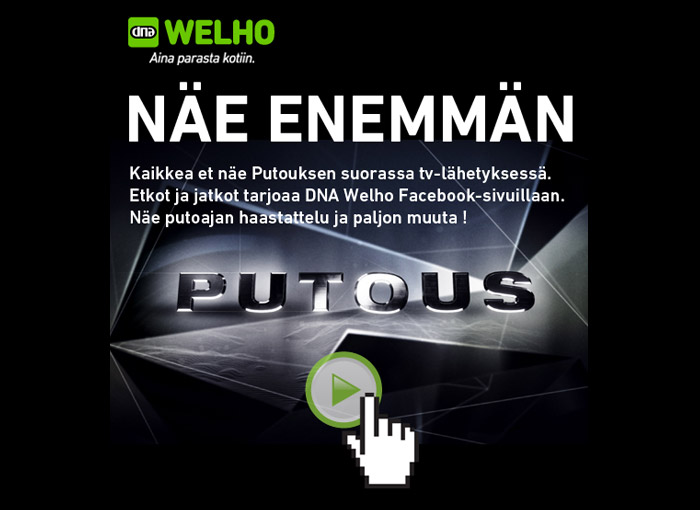 dna WELHO
Aina parasta kotiin.
NÄE ENEMMÄN
Kaikkea et näe Putouksen suorassa tv-lähetyksessä.
Etkot ja jatkot tarjoaa DNA Welho Facebook-sivuillaan.
Näe putoajan haastattelu ja paljon muuta !
PUTOUS